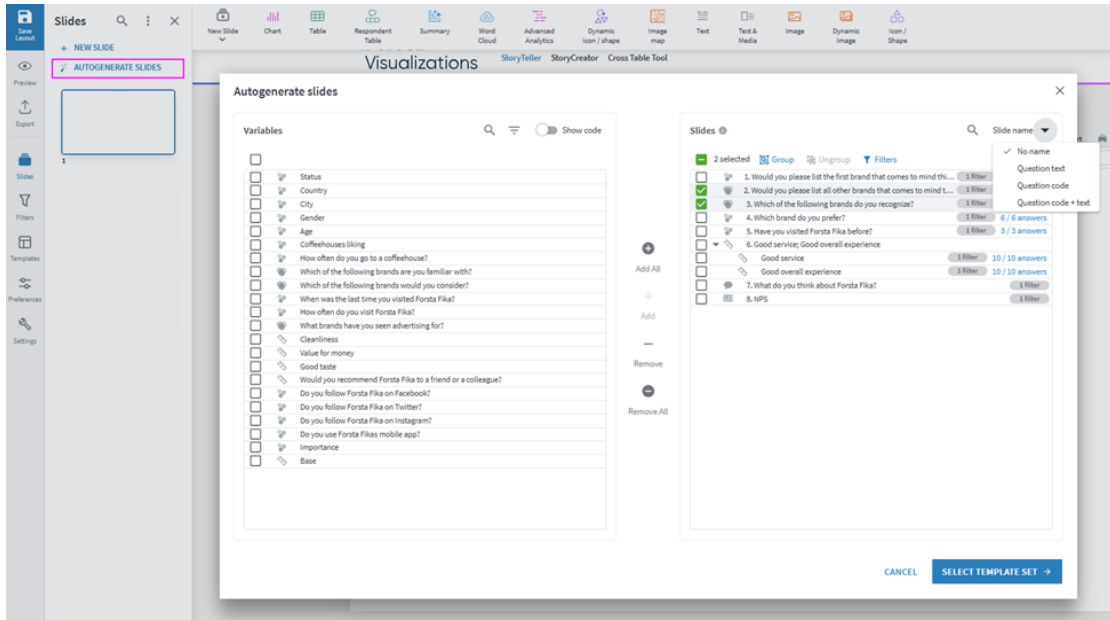 Save Layout
Slides
+ NEW SLIDE
AUTOGENERATE SLIDES
1
Preview
Export
Slides
Filters
Templates
Preferences
Settings
New Slide
Chart
Table
Respondent Table
Summary
Word Cloud
Advanced Analytics
Dynamic icon / shape
Image map
Text
Text & Media
Image
Dynamic Image
Icon / Shape
Visualizations
StoryTeller StoryCreator Cross Table Tool
Autogenerate slides
Variables
Show code
Status
Country
City
Gender
Age
Coffeehouses liking
How often do you go to a coffeehouse?
Which of the following brands are you familiar with?
Which of the following brands would you consider?
When was the last time you visited Forsta Fika?
How often do you visit Forsta Fika?
What brands have you seen advertising for?
Cleanliness
Value for money
Good taste
Would you recommend Forsta Fika to a friend or a colleague?
Do you follow Forsta Fika on Facebook?
Do you follow Forsta Fika on Twitter?
Do you follow Forsta Fika on Instagram?
Do you use Forsta Fikas mobile app?
Importance
Base
Add All
Add
Remove
Remove All
Slides
Slide name
No name
Question text
Question code
Question code + text
2 selected Group Ungroup Filters
1. Would you please list the first brand that comes to mind thi... 1 filter
2. Would you please list all other brands that comes to mind t... 1 filter
3. Which of the following brands do you recognize? 1 filter
4. Which brand do you prefer? 1 filter 6 / 6 answers
5. Have you visited Forsta Fika before? 1 filter 3 / 3 answers
6. Good service; Good overall experience
Good service 1 filter 10 / 10 answers
Good overall experience 1 filter 10 / 10 answers
7. What do you think about Forsta Fika? 1 filter
8. NPS 1 filter
CANCEL
SELECT TEMPLATE SET →